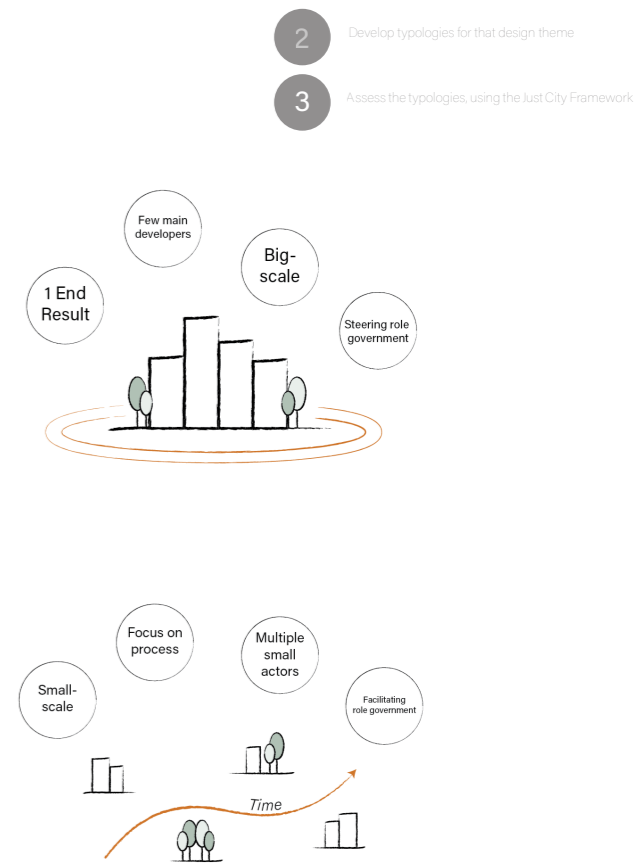 2
Develop typologies for that design theme
3
Assess the typologies, using the Just City Framework
Few main
developers
Big-
scale
1 End
Result
Steering role
government
Focus on
process
Multiple
small
actors
Small-
scale
Facilitating
role government
Time